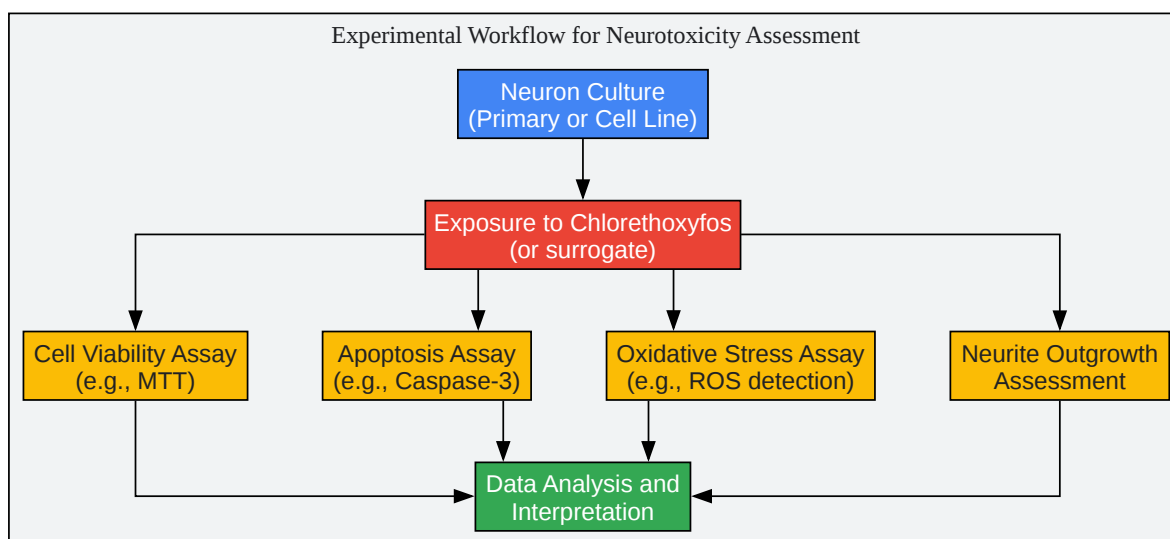 Experimental Workflow for Neurotoxicity Assessment
Neuron Culture
(Primary or Cell Line)
Exposure to Chlorethoxyfos
(or surrogate)
Cell Viability Assay
(e.g., MTT)
Apoptosis Assay
(e.g., Caspase-3)
Oxidative Stress Assay
(e.g., ROS detection)
Neurite Outgrowth
Assessment
Data Analysis and
Interpretation